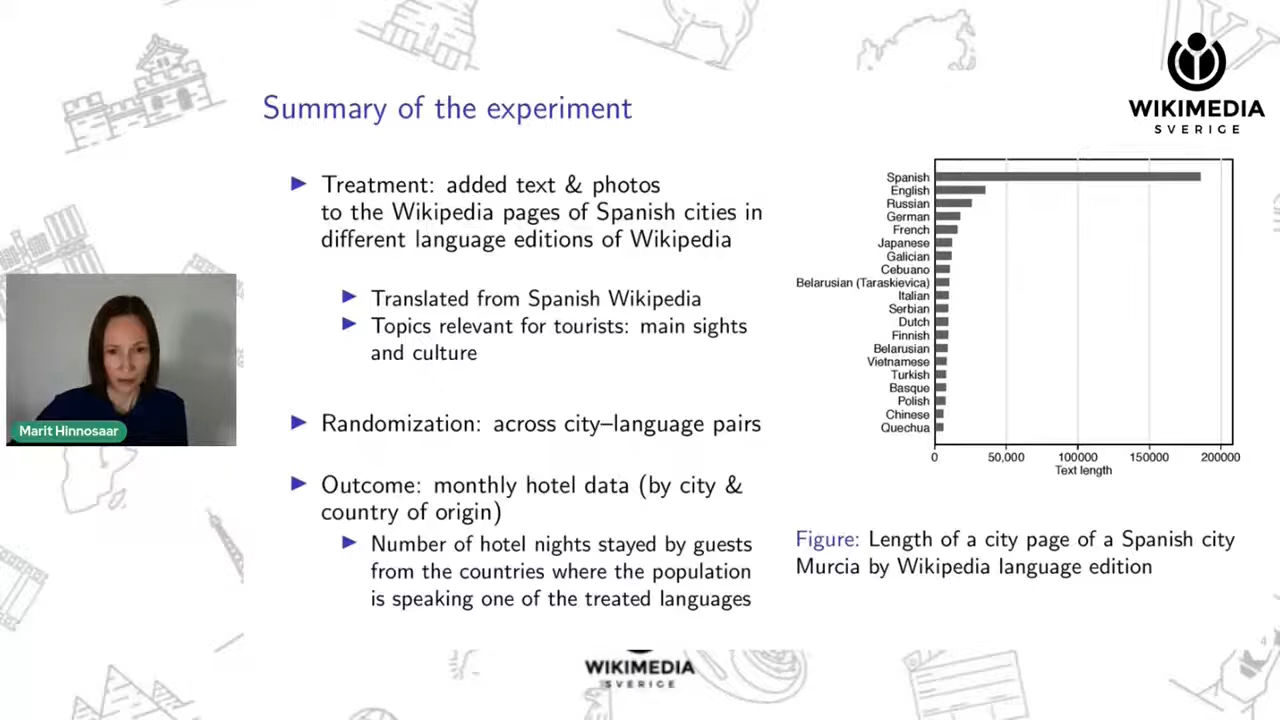 WIKIMEDIA
SVERIGE
Summary of the experiment
▶ Treatment: added text & photos
to the Wikipedia pages of Spanish cities in
different language editions of Wikipedia
▶ Translated from Spanish Wikipedia
▶ Topics relevant for tourists: main sights
and culture
▶ Randomization: across city–language pairs
▶ Outcome: monthly hotel data (by city &
country of origin)
▶ Number of hotel nights stayed by guests
from the countries where the population
is speaking one of the treated languages
Spanish
English
Russian
German
French
Japanese
Galician
Cebuano
Belarusian (Taraskievica)
Italian
Serbian
Dutch
Finnish
Belarusian
Vietnamese
Turkish
Basque
Polish
Chinese
Quechua
0 50,000 100000 150000 200000
Text length
Figure: Length of a city page of a Spanish city
Murcia by Wikipedia language edition
Marit Hinnosaar
4
WIKIMEDIA
SVERIGE